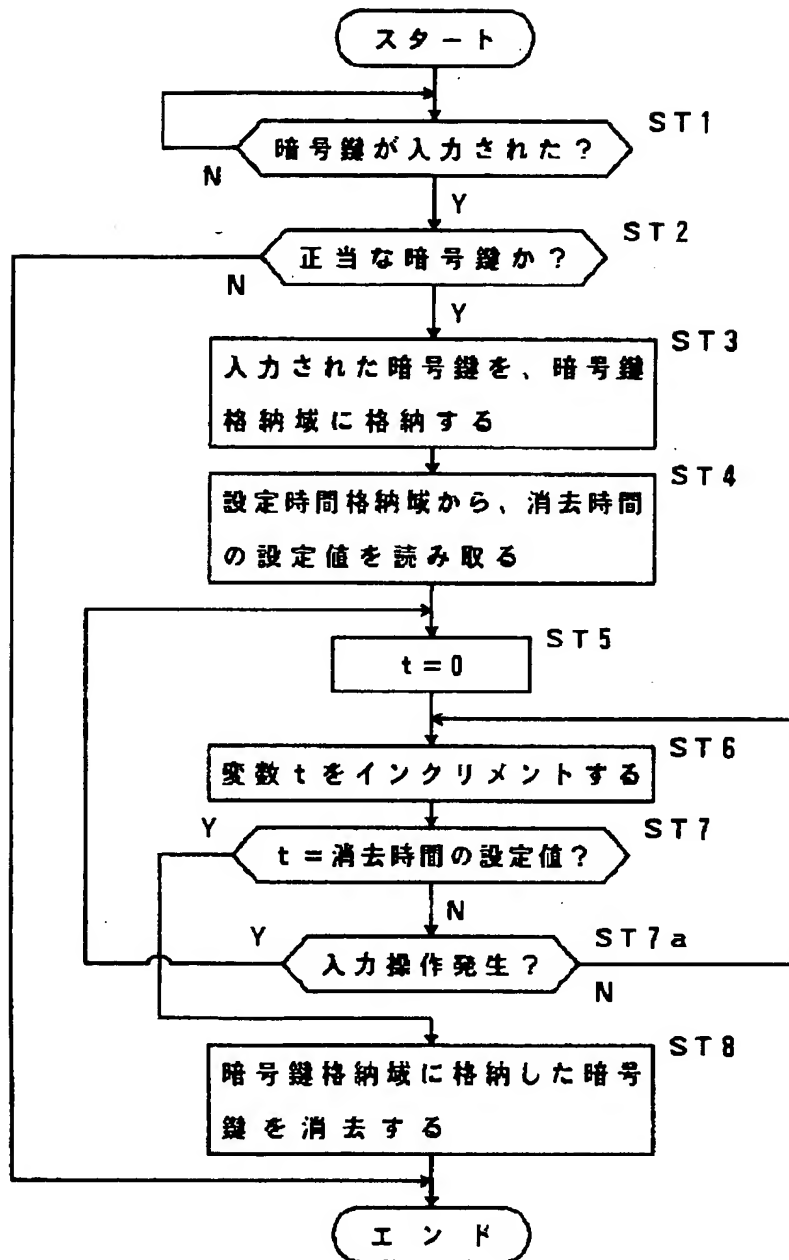 スタート
ST1
暗号鍵が入力された?
N
Y
ST2
正当な暗号鍵か?
N
Y
ST3
入力された暗号鍵を、暗号鍵
格納域に格納する
ST4
設定時間格納域から、消去時間
の設定値を読み取る
ST5
t=0
ST6
変数tをインクリメントする
Y
ST7
t=消去時間の設定値?
N
Y
ST7a
入力操作発生?
N
ST8
暗号鍵格納域に格納した暗号
鍵を消去する
エンド